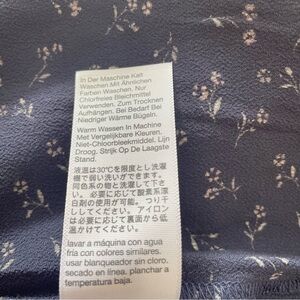 In Der Maschine Kalt
Waschen Mit Ähnlichen
Farben Waschen. Nur
Chlorfreies Bleichmittel
Verwenden. Zum Trocknen
Aufhängen. Bei Bedarf Bei
Niedriger Wärme Bügeln.
Warm Wassen In Machine
Met Vergelijkbare Kleuren.
Niet-Chloorbleekmiddel. Lijn
Droog. Strijk Op De Laagste
Stand.
液温は30℃を限度とし洗濯
機で弱い洗いができます。
同色系の物と洗濯して下さ
い。必要に応じて酸素系漂
白剤の使用が可能。つり干
ししてください。アイロン
は必要に応じて裏面から低
温がけしてください。
lavar a máquina con agua
fría con colores similares.
usar blanqueador sin cloro.
secado en línea. planchar a
temperatura baja.